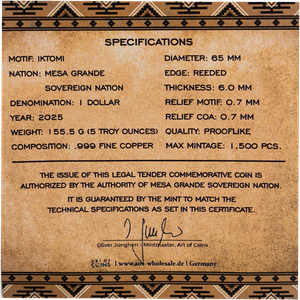 SPECIFICATIONS
MOTIF: IKTOMI
NATION: MESA GRANDE
SOVEREIGN NATION
DENOMINATION: 1 DOLLAR
YEAR: 2025
WEIGHT: 155.5 G (5 TROY OUNCES)
COMPOSITION: .999 FINE COPPER
DIAMETER: 65 MM
EDGE: REEDED
THICKNESS: 6.0 MM
RELIEF MOTIF: 0.7 MM
RELIEF COA: 0.7 MM
QUALITY: PROOFLIKE
MAX MINTAGE: 1,500 PCS.
THE ISSUE OF THIS LEGAL TENDER COMMEMORATIVE COIN IS
AUTHORIZED BY THE AUTHORITY OF MESA GRANDE SOVEREIGN NATION.
IT IS GUARANTEED BY THE MINT TO MATCH THE
TECHNICAL SPECIFICATIONS AS SET IN THIS CERTIFICATE.
Oliver Jungherr - Mintmaster, Art of Coins
ART OF
COINS
www.aoc-wholesale.de | Germany